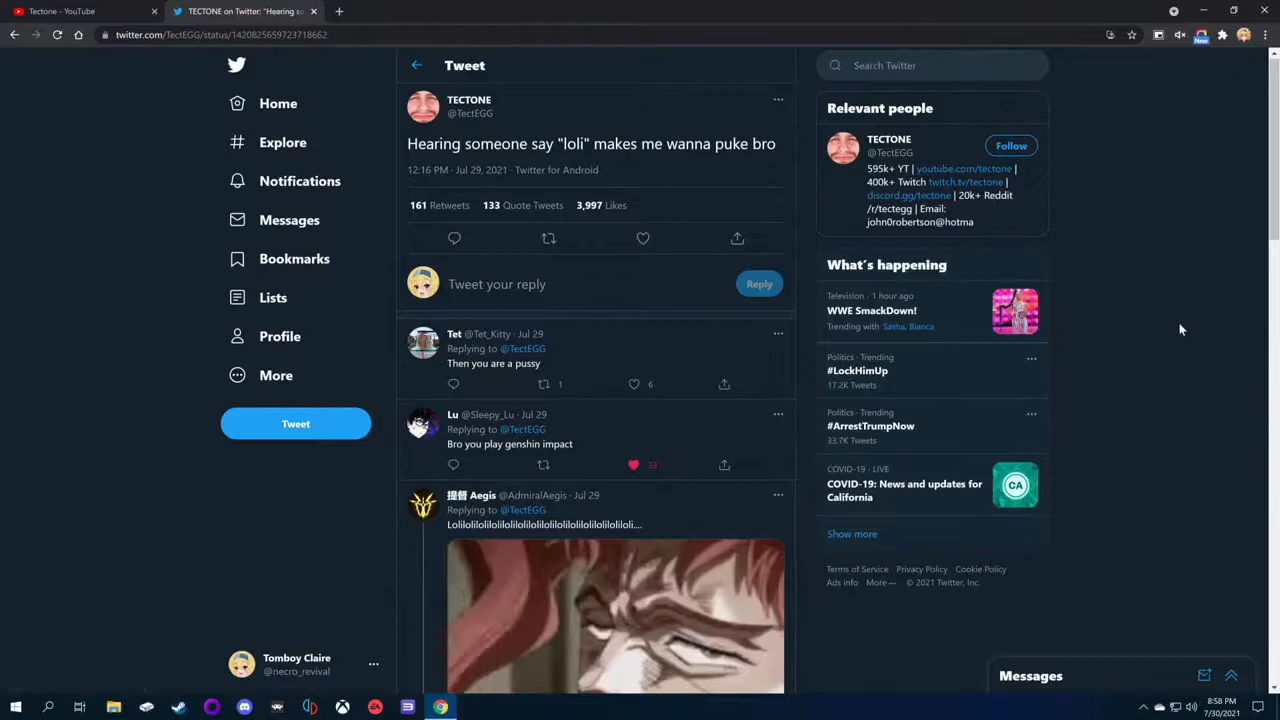 Tectone - YouTube
TECTONE on Twitter: "Hearing so
twitter.com/TectEGG/status/1420825659723718662
New
Home
Explore
Notifications
Messages
Bookmarks
Lists
Profile
More
Tweet
Tomboy Claire
@necro_revival
Tweet
TECTONE
@TectEGG
Hearing someone say "loli" makes me wanna puke bro
12:16 PM · Jul 29, 2021 · Twitter for Android
161 Retweets 133 Quote Tweets 3,997 Likes
Tweet your reply
Reply
Tet @Tet_Kitty · Jul 29
Replying to @TectEGG
Then you are a pussy
1 6
Lu @Sleepy_Lu · Jul 29
Replying to @TectEGG
Bro you play genshin impact
33
提督 Aegis @AdmiralAegis · Jul 29
Replying to @TectEGG
Search Twitter
Relevant people
TECTONE
@TectEGG
Follow
595k+ YT | youtube.com/tectone |
400k+ Twitch twitch.tv/tectone |
discord.gg/tectone | 20k+ Reddit
/r/tectegg | Email:
john0robertson@hotma
What's happening
Television · 1 hour ago
WWE SmackDown!
Trending with Sasha, Bianca
Politics · Trending
#LockHimUp
17.2K Tweets
Politics · Trending
#ArrestTrumpNow
33.7K Tweets
COVID-19 · LIVE
COVID-19: News and updates for
California
CA
Show more
Terms of Service Privacy Policy Cookie Policy
Ads info More ··· © 2021 Twitter, Inc.
Messages
8:58 PM
7/30/2021